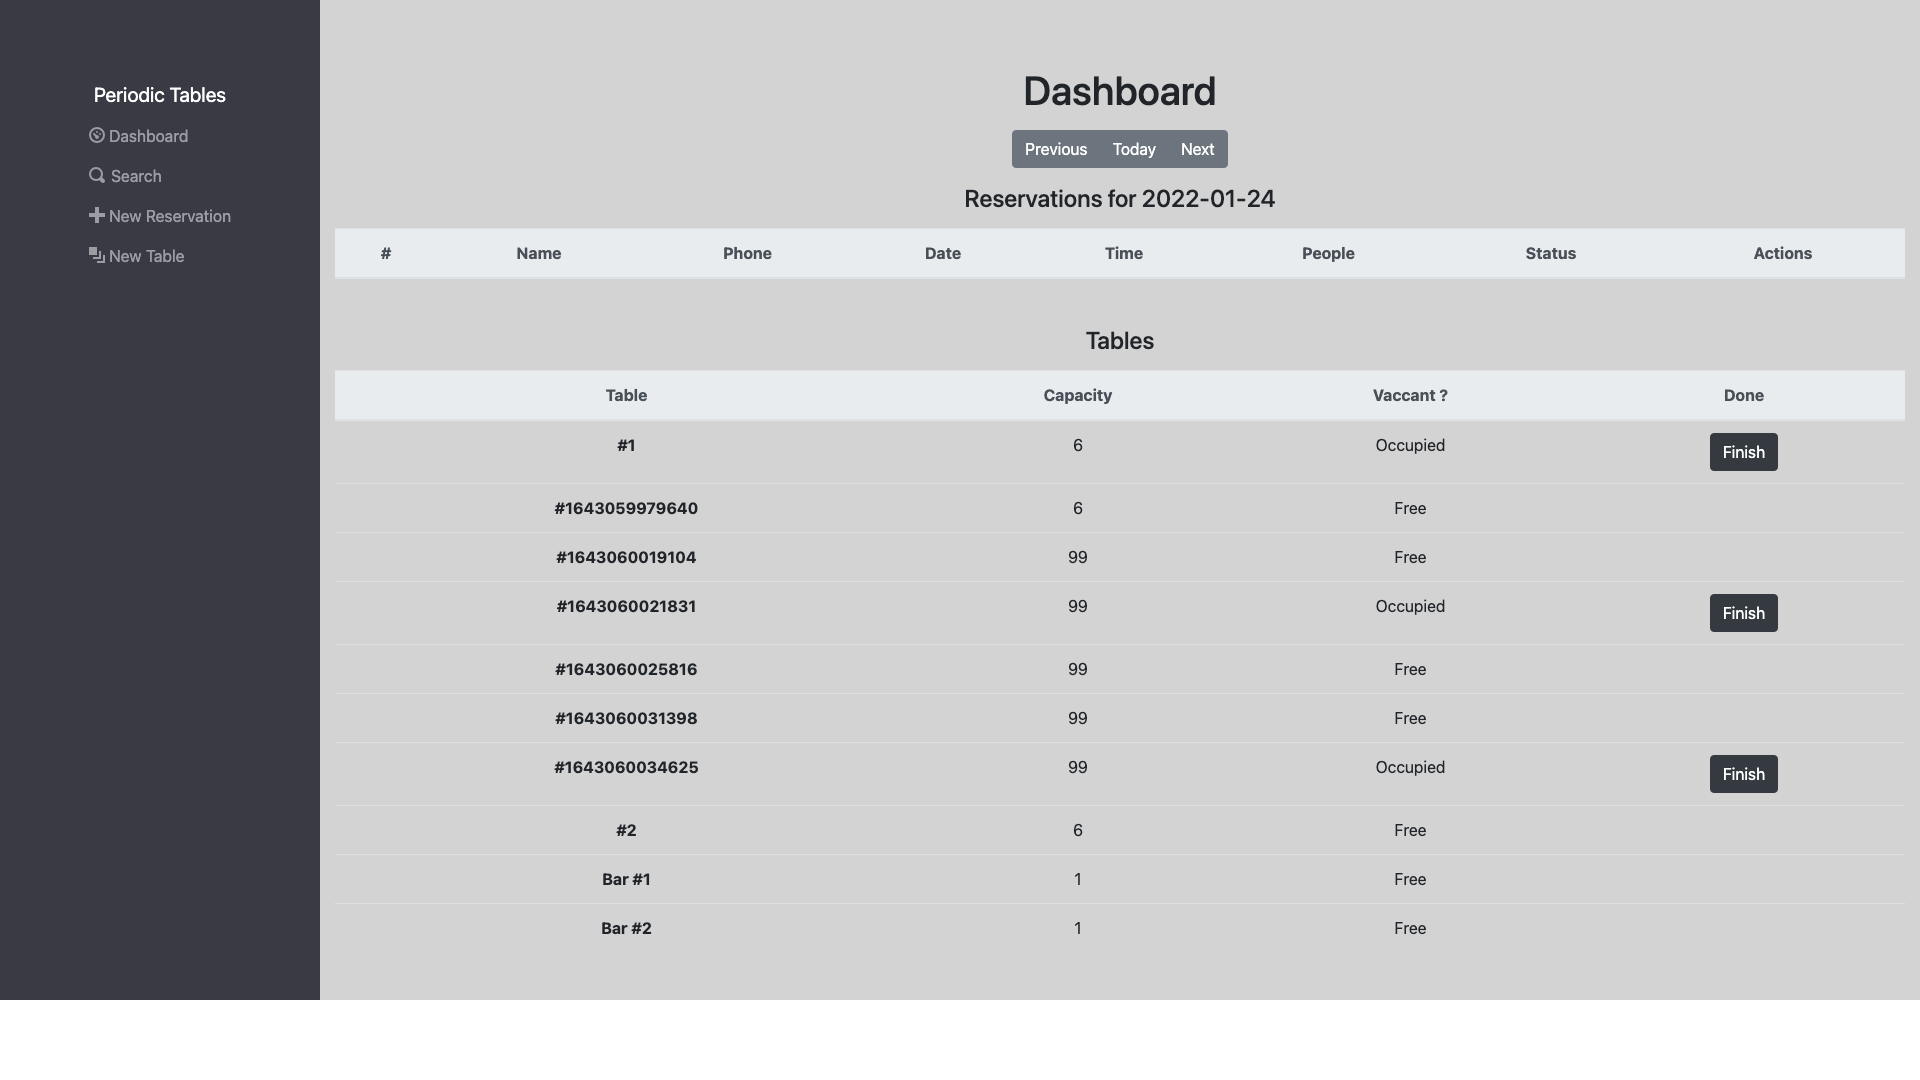 Periodic Tables
Dashboard
Search
New Reservation
New Table
Dashboard
Previous Today Next
Reservations for 2022-01-24
# Name Phone Date Time People Status Actions
Tables
Table Capacity Vaccant ? Done
#1 6 Occupied Finish
#1643059979640 6 Free
#1643060019104 99 Free
#1643060021831 99 Occupied Finish
#1643060025816 99 Free
#1643060031398 99 Free
#1643060034625 99 Occupied Finish
#2 6 Free
Bar #1 1 Free
Bar #2 1 Free